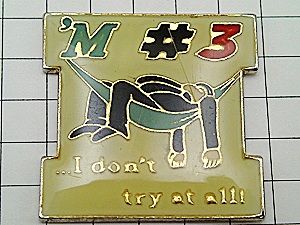 'M #3
...I don't
try at all!